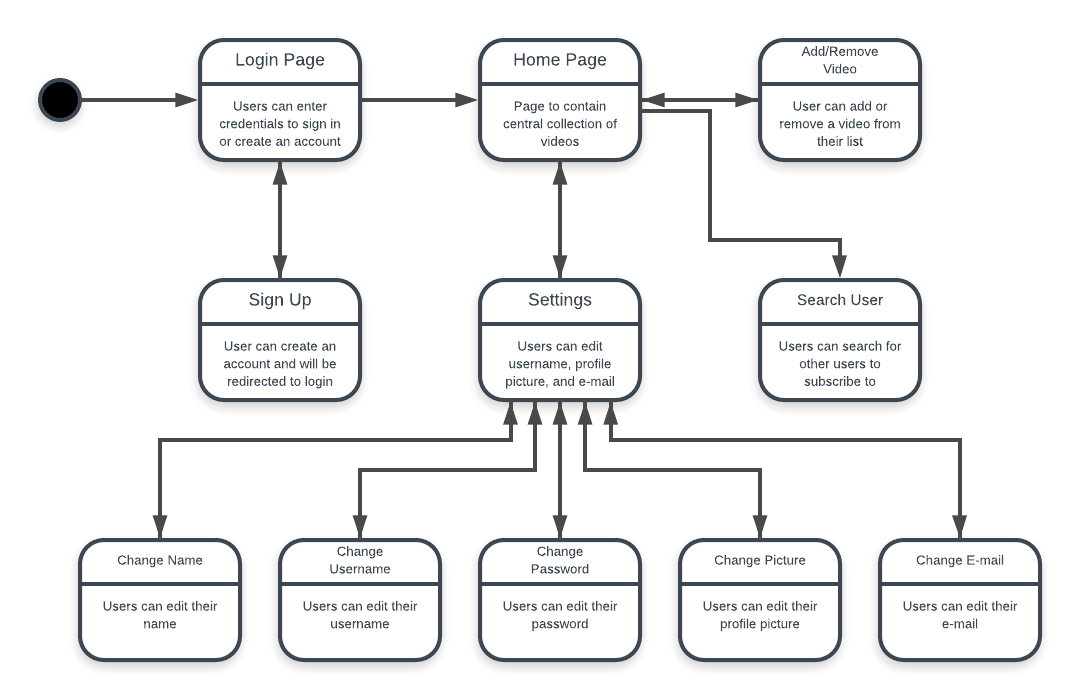 Login Page
Users can enter
credentials to sign in
or create an account
Home Page
Page to contain
central collection of
videos
Add/Remove
Video
User can add or
remove a video from
their list
Sign Up
User can create an
account and will be
redirected to login
Settings
Users can edit
username, profile
picture, and e-mail
Search User
Users can search for
other users to
subscribe to
Change Name
Users can edit their
name
Change
Username
Users can edit their
username
Change
Password
Users can edit their
password
Change Picture
Users can edit their
profile picture
Change E-mail
Users can edit their
e-mail